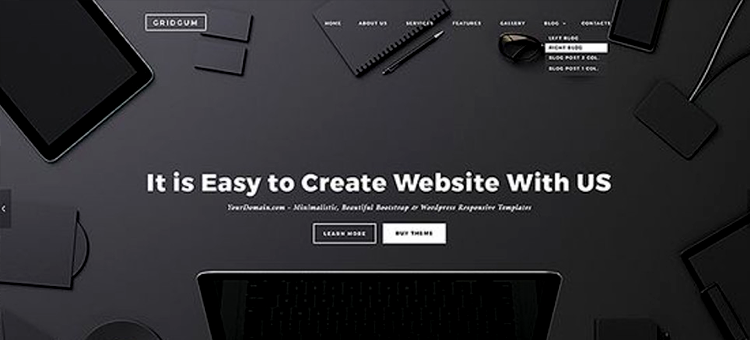 GRIDGUM
HOME ABOUT US SERVICES FEATURES GALLERY BLOG CONTACTS
LEFT BLOG
RIGHT BLOG
BLOG POST 2 COL.
BLOG POST 1 COL.
It is Easy to Create Website With US
YourDomain.com - Minimalistic, Beautiful Bootstrap & Wordpress Responsive Templates
LEARN MORE BUY THEME